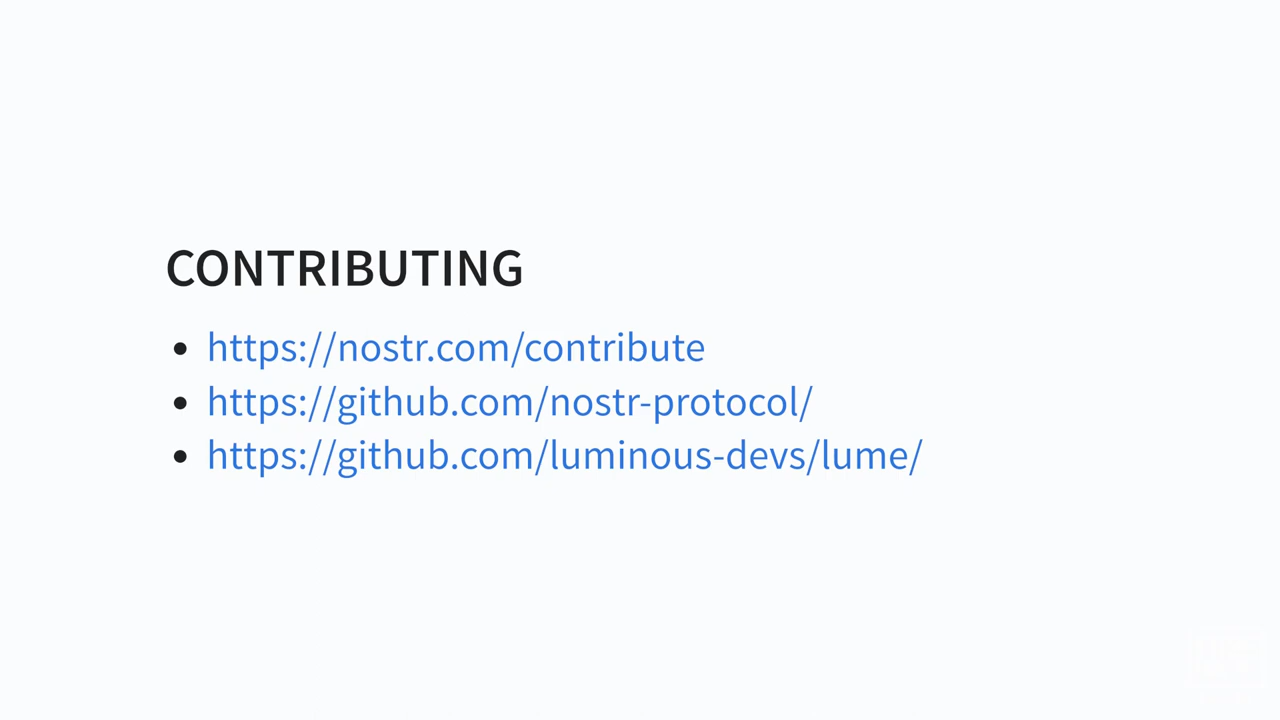 CONTRIBUTING
• https://nostr.com/contribute
• https://github.com/nostr-protocol/
• https://github.com/luminous-devs/lume/